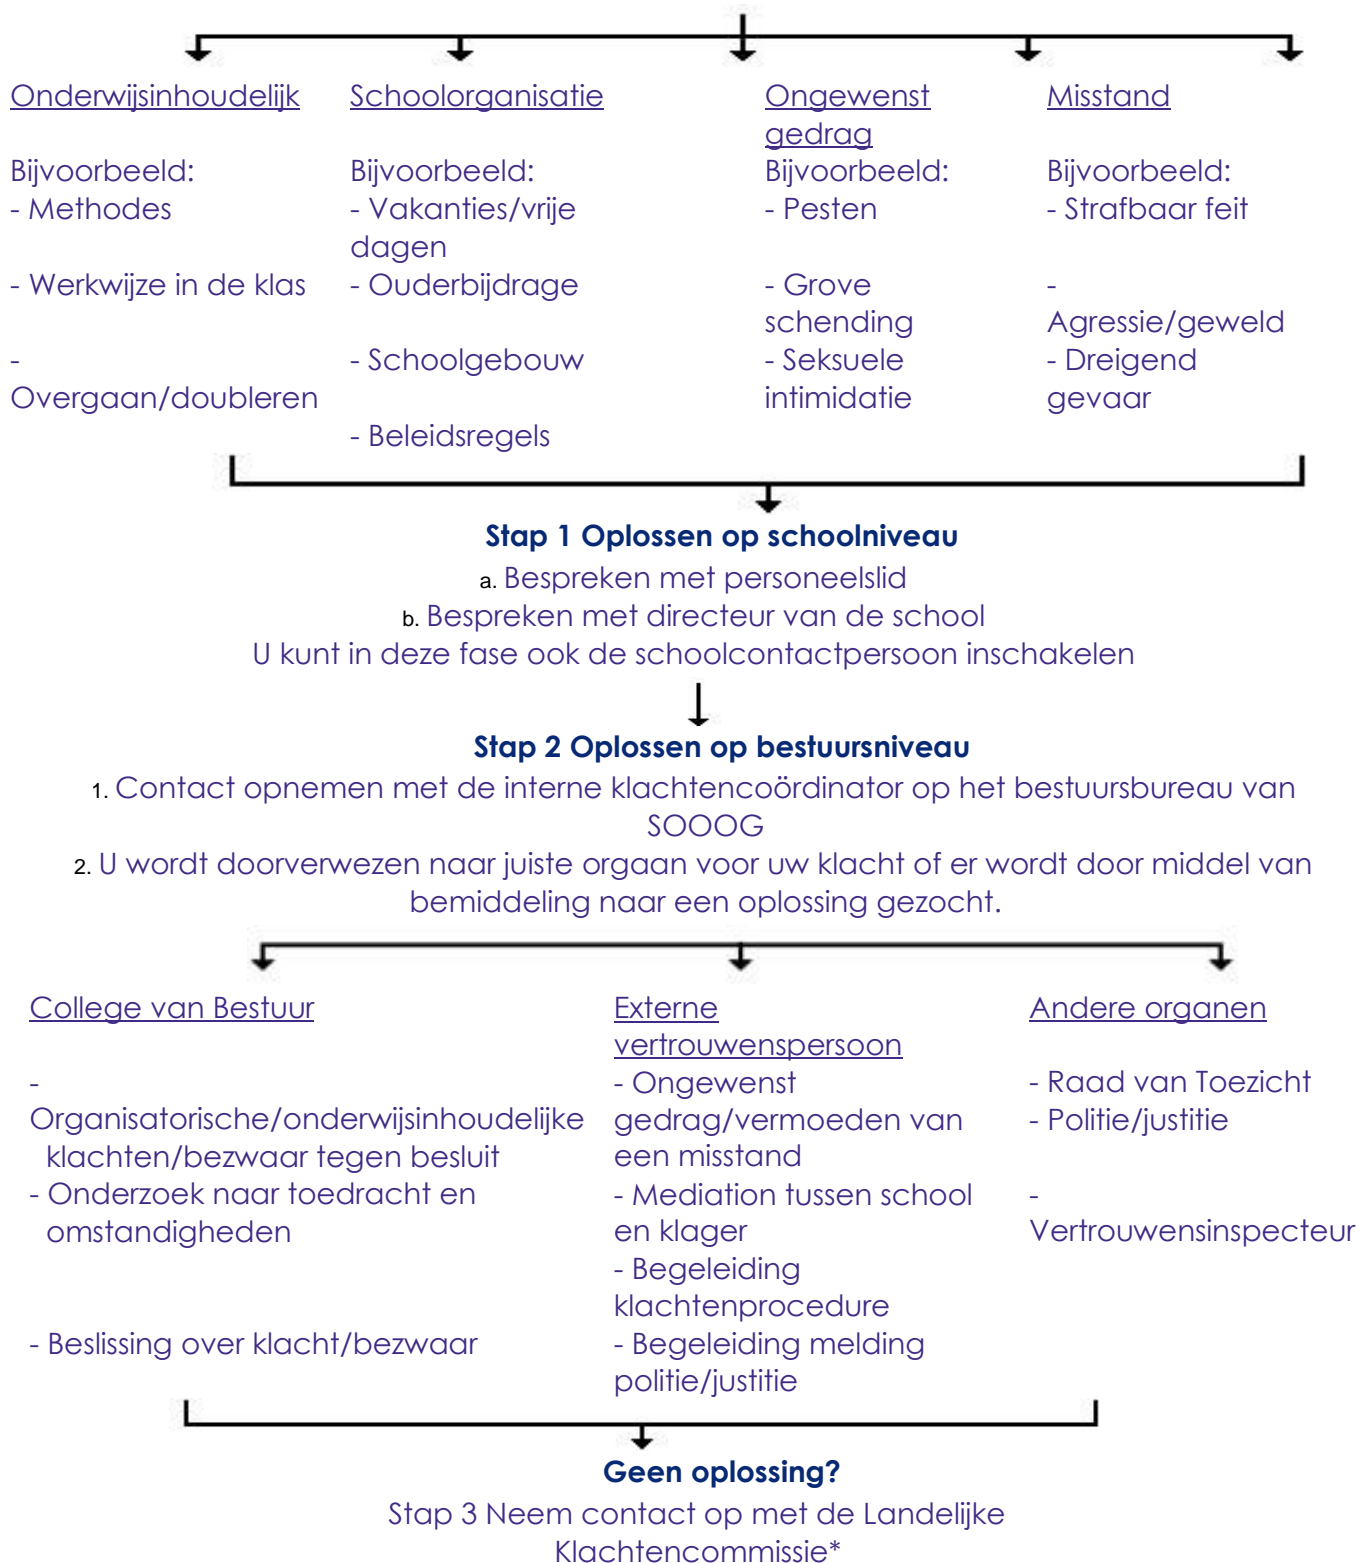 Onderwijsinhoudelijk
Bijvoorbeeld:
- Methodes
- Werkwijze in de klas
-
Overgaan/doubleren
Schoolorganisatie
Bijvoorbeeld:
- Vakanties/vrije
dagen
- Ouderbijdrage
- Schoolgebouw
- Beleidsregels
Ongewenst
gedrag
Bijvoorbeeld:
- Pesten
- Grove
schending
- Seksuele
intimidatie
Misstand
Bijvoorbeeld:
- Strafbaar feit
-
Agressie/geweld
- Dreigend
gevaar
Stap 1 Oplossen op schoolniveau
a. Bespreken met personeelslid
b. Bespreken met directeur van de school
U kunt in deze fase ook de schoolcontactpersoon inschakelen
Stap 2 Oplossen op bestuursniveau
1. Contact opnemen met de interne klachtencoördinator op het bestuursbureau van
SOOOG
2. U wordt doorverwezen naar juiste orgaan voor uw klacht of er wordt door middel van
bemiddeling naar een oplossing gezocht.
College van Bestuur
-
Organisatorische/onderwijsinhoudelijke
klachten/bezwaar tegen besluit
- Onderzoek naar toedracht en
omstandigheden
- Beslissing over klacht/bezwaar
Externe
vertrouwenspersoon
- Ongewenst
gedrag/vermoeden van
een misstand
- Mediation tussen school
en klager
- Begeleiding
klachtenprocedure
- Begeleiding melding
politie/justitie
Andere organen
- Raad van Toezicht
- Politie/justitie
-
Vertrouwensinspecteur
Geen oplossing?
Stap 3 Neem contact op met de Landelijke
Klachtencommissie*